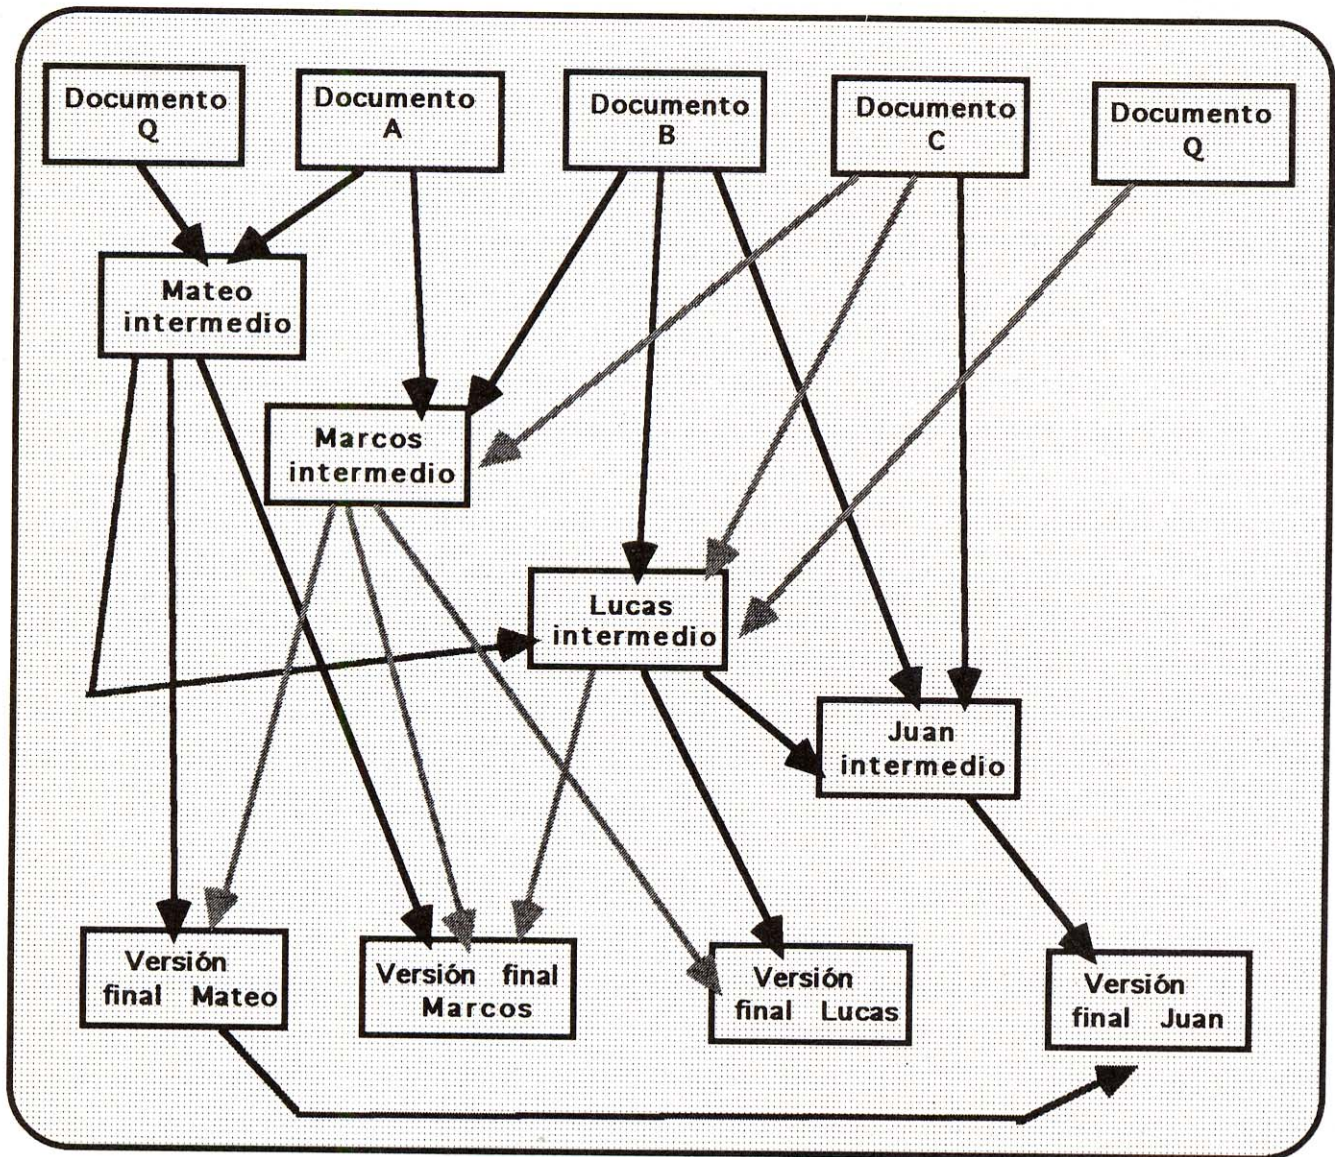 Documento
Q
Documento
A
Documento
B
Documento
C
Documento
Q
Mateo
intermedio
Marcos
intermedio
Lucas
intermedio
Juan
intermedio
Versión
final Mateo
Versión final
Marcos
Versión
final Lucas
Versión
final Juan